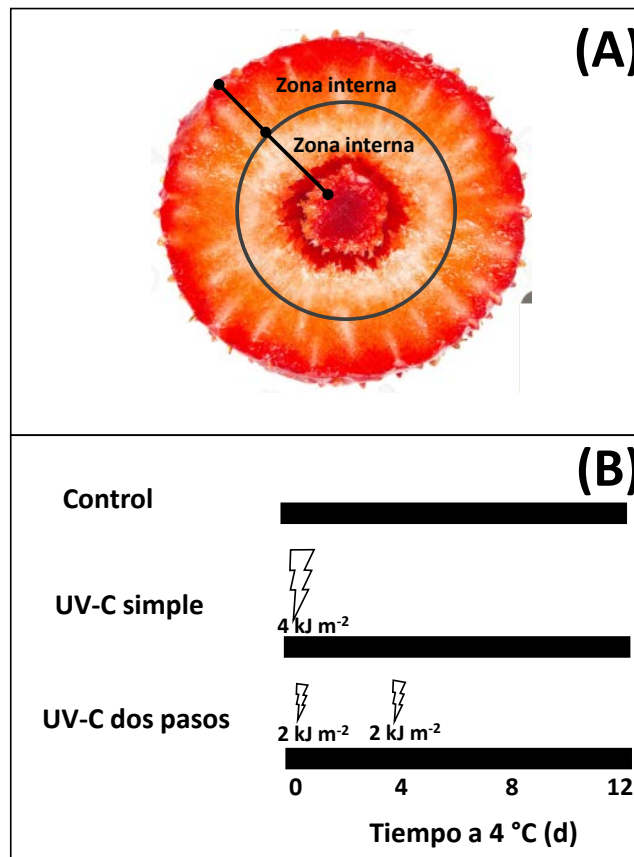 (A)
Zona interna
Zona interna
(B)
Control
UV-C simple
4 kJ m⁻²
UV-C dos pasos
2 kJ m⁻² 2 kJ m⁻²
0 4 8 12
Tiempo a 4 °C (d)